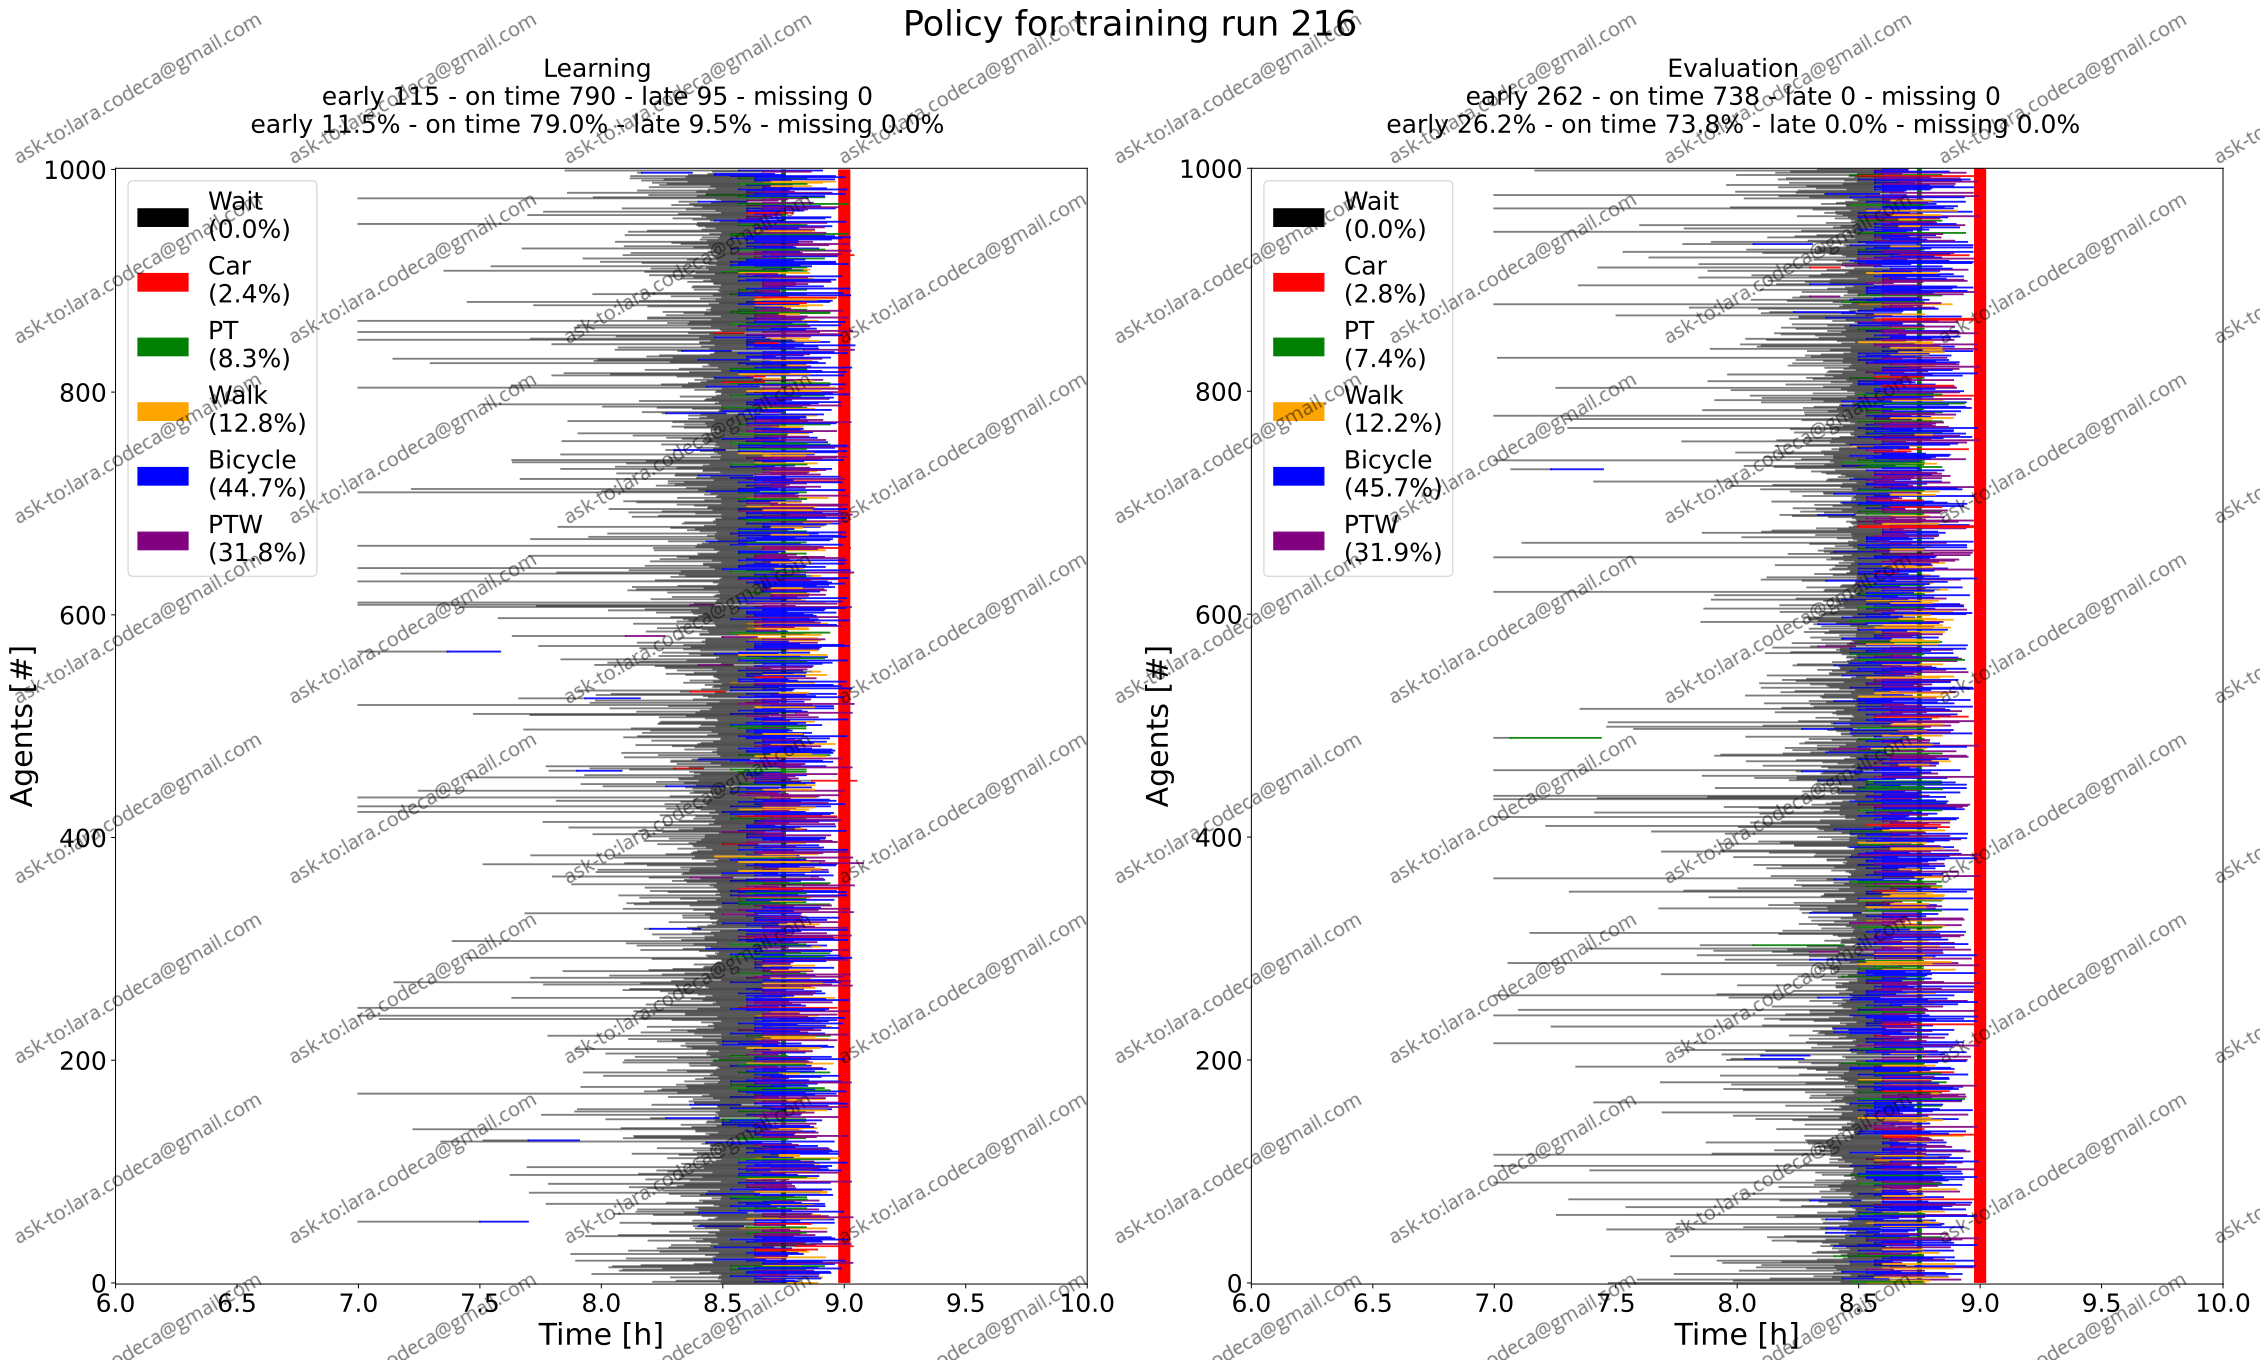 Policy for training run 216
Learning
early 115 - on time 790 - late 95 - missing 0
early 11.5% - on time 79.0% - late 9.5% - missing 0.0%
1000
800
600
400
200
0
Agents [#]
Wait
(0.0%)
Car
(2.4%)
PT
(8.3%)
Walk
(12.8%)
Bicycle
(44.7%)
PTW
(31.8%)
6.0 6.5 7.0 7.5 8.0 8.5 9.0 9.5 10.0
Time [h]
Evaluation
early 262 - on time 738 - late 0 - missing 0
early 26.2% - on time 73.8% - late 0.0% - missing 0.0%
1000
800
600
400
200
0
Agents [#]
Wait
(0.0%)
Car
(2.8%)
PT
(7.4%)
Walk
(12.2%)
Bicycle
(45.7%)
PTW
(31.9%)
6.0 6.5 7.0 7.5 8.0 8.5 9.0 9.5 10.0
Time [h]
ask-to:lara.codeca@gmail.com